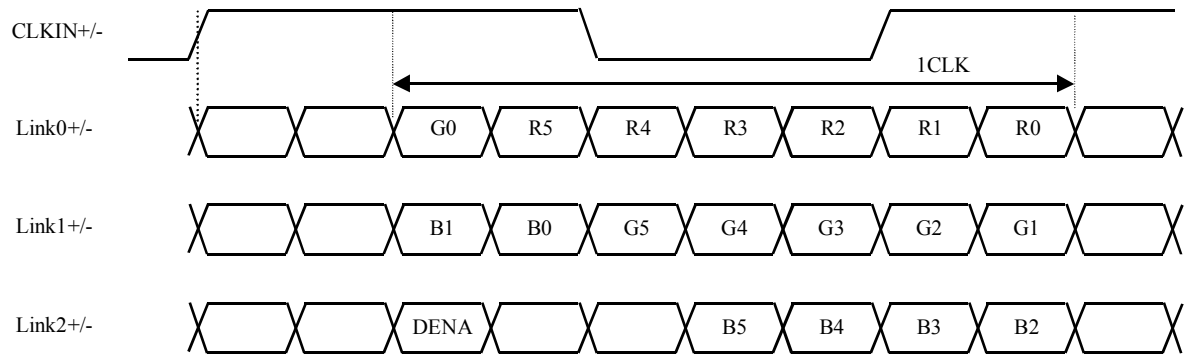 CLKIN+/-
1CLK
Link0+/- G0 R5 R4 R3 R2 R1 R0
Link1+/- B1 B0 G5 G4 G3 G2 G1
Link2+/- DENA B5 B4 B3 B2